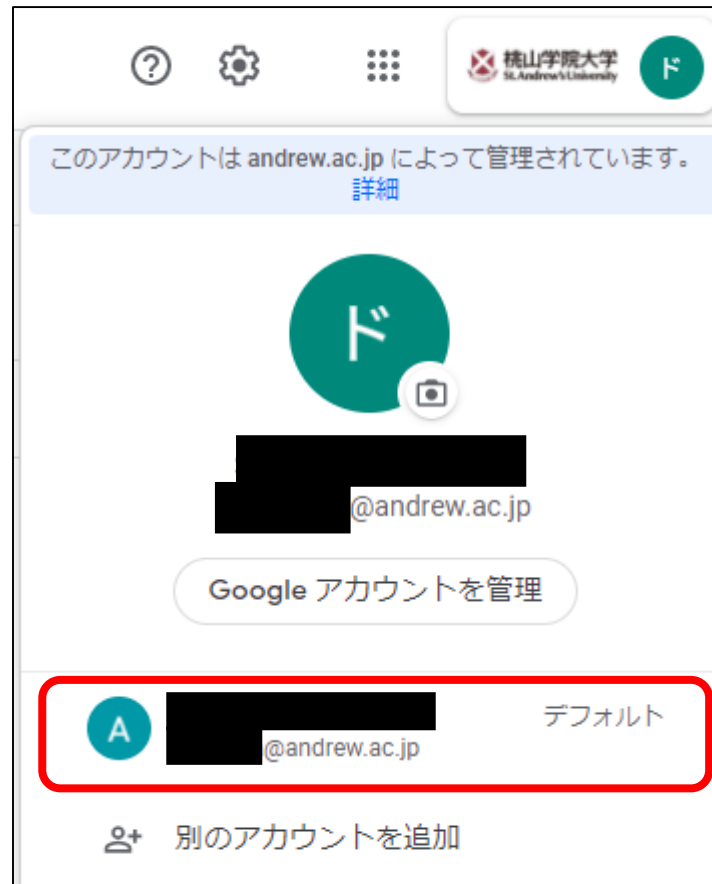 桃山学院大学
St.Andrew's University
ド
このアカウントは andrew.ac.jp によって管理されています。
詳細
ド
@andrew.ac.jp
Google アカウントを管理
A
デフォルト
@andrew.ac.jp
別のアカウントを追加